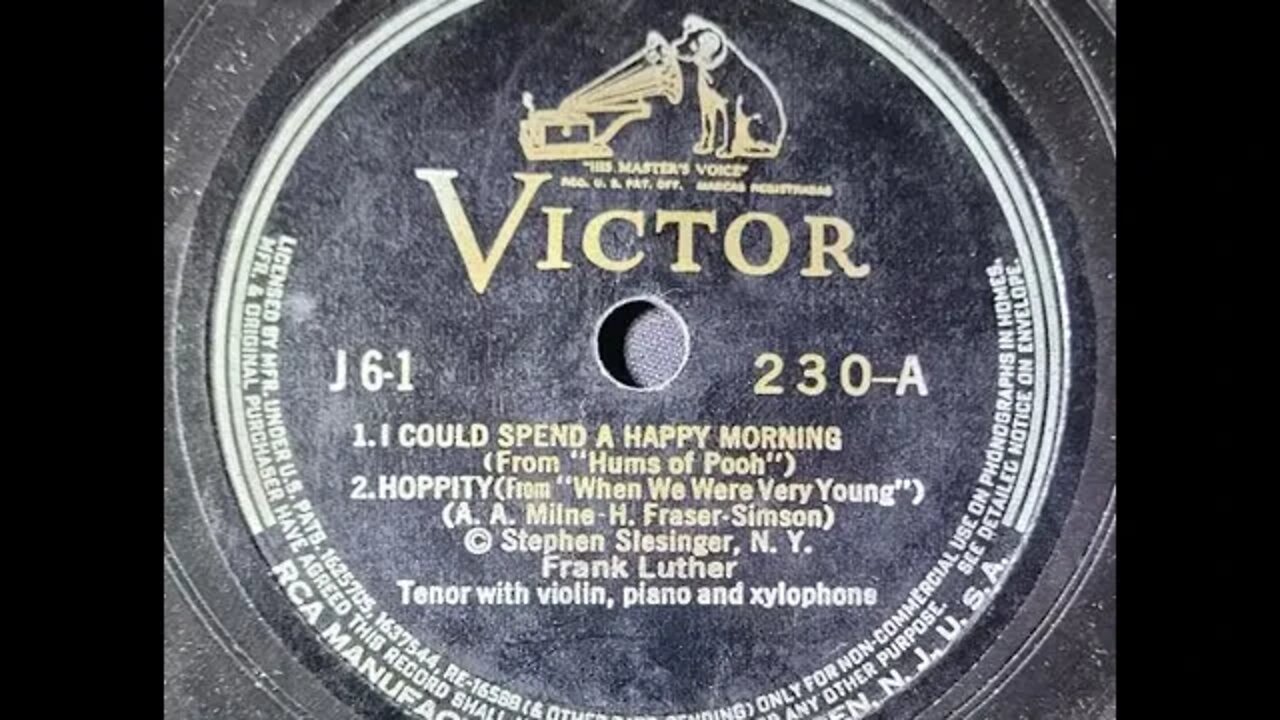 "HIS MASTER'S VOICE"
REG. U. S. PAT. OFF. MARCAS REGISTRADAS
VICTOR
J 6-1
230-A
1. I COULD SPEND A HAPPY MORNING
(From "Hums of Pooh")
2. HOPPITY (From "When We Were Very Young")
(A. A. Milne-H. Fraser-Simson)
© Stephen Slesinger, N. Y.
Frank Luther
Tenor with violin, piano and xylophone
LICENSED BY MFR. UNDER U.S. PATS. 1625705, 1637544, RE-16588 (& OTHER PATS. PENDING) ONLY FOR NON-COMMERCIAL USE ON PHONOGRAPHS IN HOMES.
MFR. & ORIGINAL PURCHASER HAVE AGREED THIS RECORD SHALL ANY OTHER PURPOSE. SEE DETAILED NOTICE ON ENVELOPE.
RCA MANUFAC N. J., U. S. A.